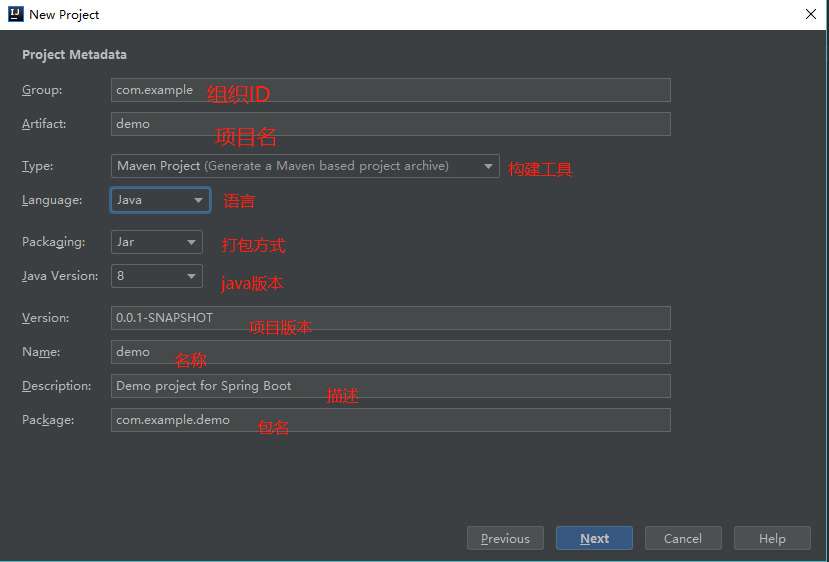 New Project
Project Metadata
Group: com.example 组织ID
Artifact: demo 项目名
Type: Maven Project (Generate a Maven based project archive) 构建工具
Language: Java 语言
Packaging: Jar 打包方式
Java Version: 8 java版本
Version: 0.0.1-SNAPSHOT 项目版本
Name: demo 名称
Description: Demo project for Spring Boot 描述
Package: com.example.demo 包名
Previous Next Cancel Help